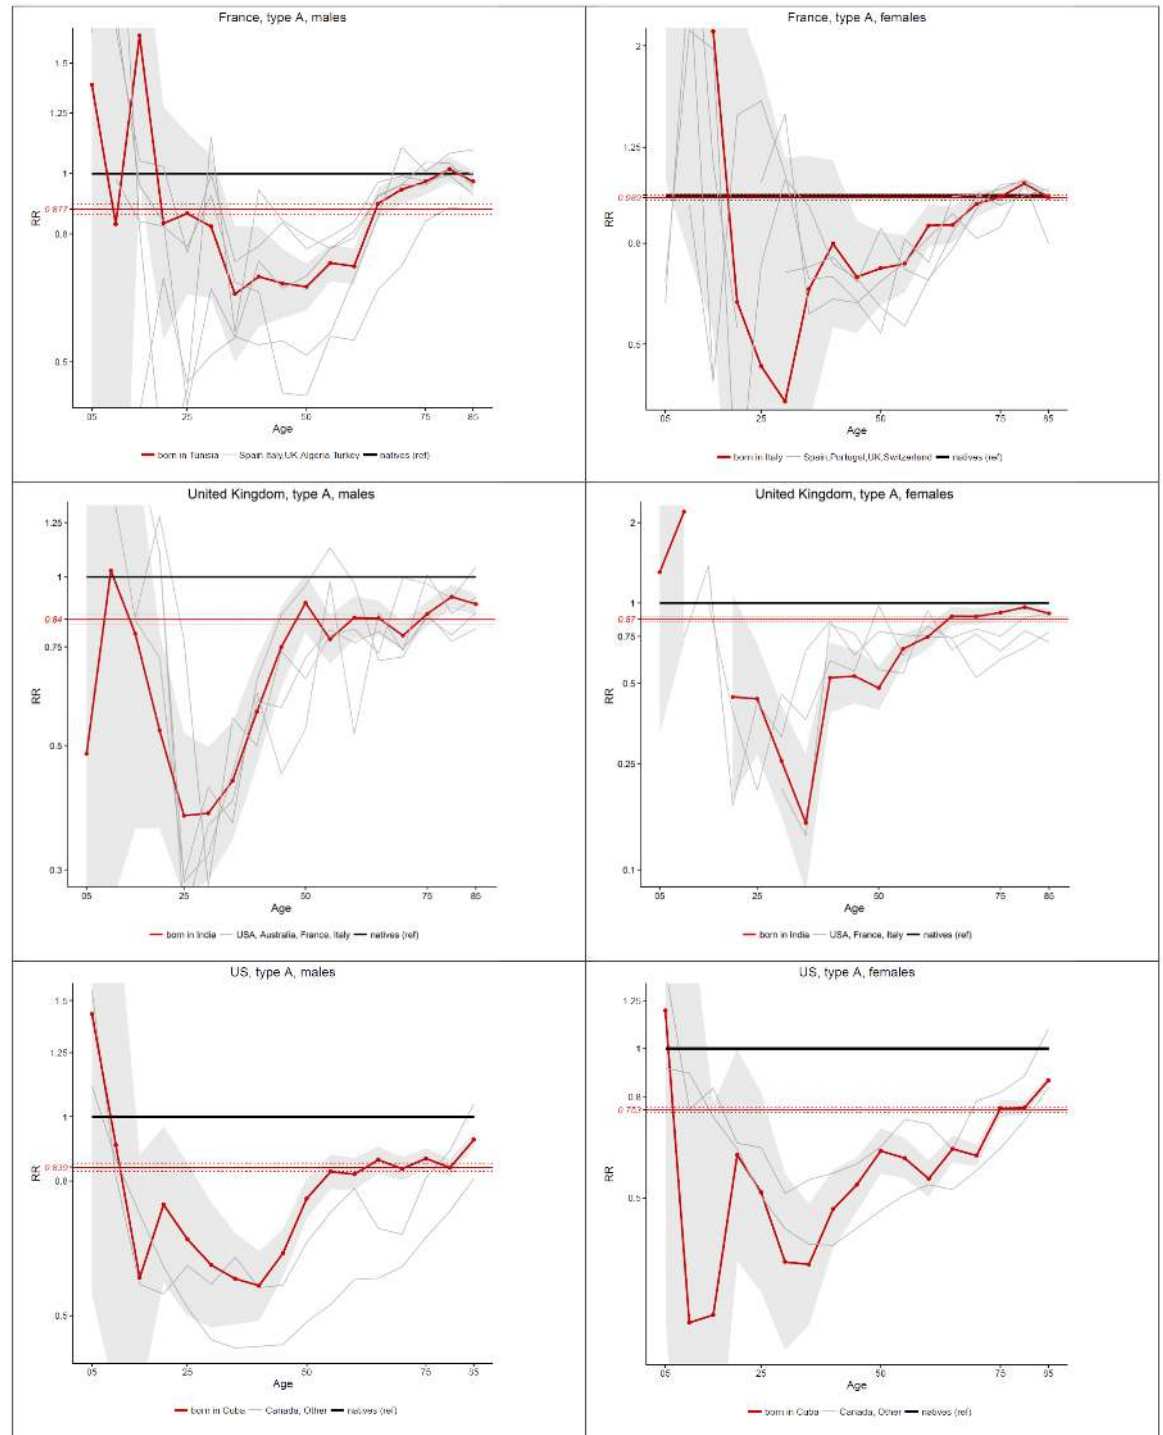 France, type A, males
1.5
1.25
1
0.877
0.8
0.5
RR
05 25 50 75 85
Age
born in Tunisia Spain,Italy,UK,Algeria,Turkey natives (ref)
France, type A, females
2
1.25
0.8
0.5
RR
05 25 50 75 85
Age
born in Italy Spain,Portugal,UK,Switzerland natives (ref)
United Kingdom, type A, males
1.25
1
0.84
0.75
0.5
0.3
RR
05 25 50 75 85
Age
born in India USA, Australia, France, Italy natives (ref)
United Kingdom, type A, females
2
1
0.87
0.75
0.5
0.25
0.1
RR
05 25 50 75 85
Age
born in India USA, France, Italy natives (ref)
US, type A, males
1.5
1.25
1
0.839
0.8
0.5
RR
05 25 50 75 85
Age
born in Cuba Canada, Other natives (ref)
US, type A, females
1.25
1
0.8
0.753
0.5
RR
05 25 50 75 85
Age
born in Cuba Canada, Other natives (ref)